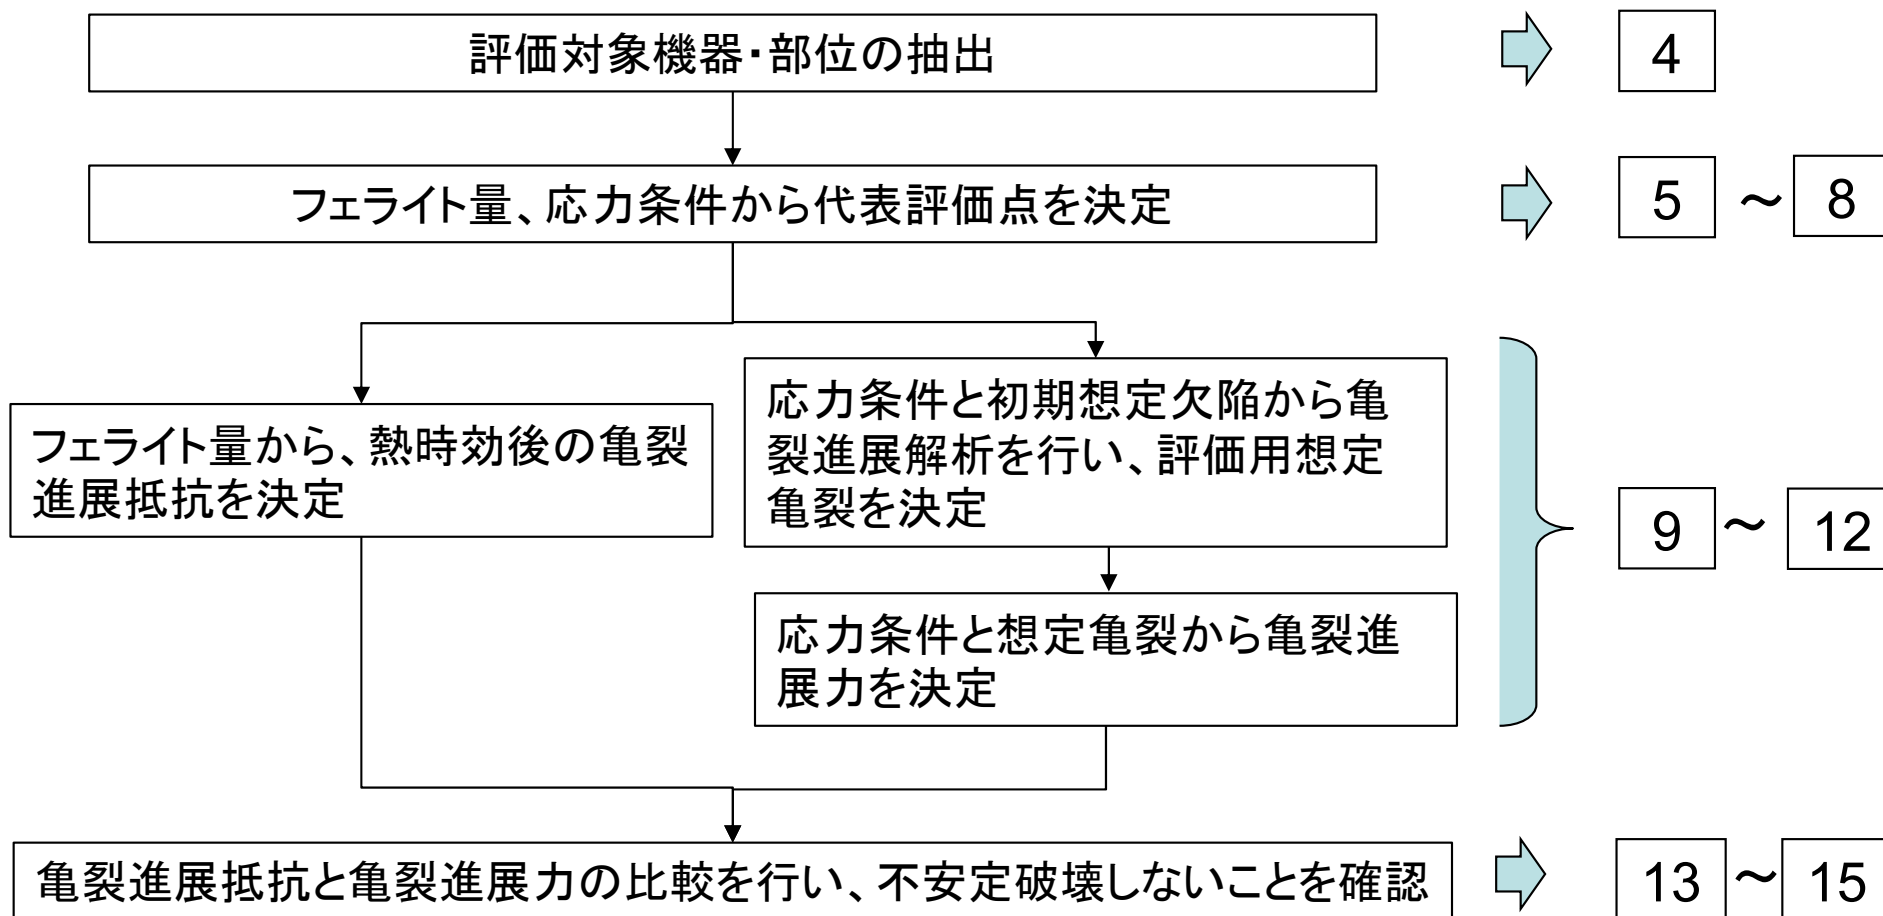 評価対象機器・部位の抽出
4
フェライト量、応力条件から代表評価点を決定
5 ～ 8
応力条件と初期想定欠陥から亀
裂進展解析を行い、評価用想定
亀裂を決定
フェライト量から、熱時効後の亀裂
進展抵抗を決定
9 ～ 12
応力条件と想定亀裂から亀裂進
展力を決定
亀裂進展抵抗と亀裂進展力の比較を行い、不安定破壊しないことを確認
13 ～ 15